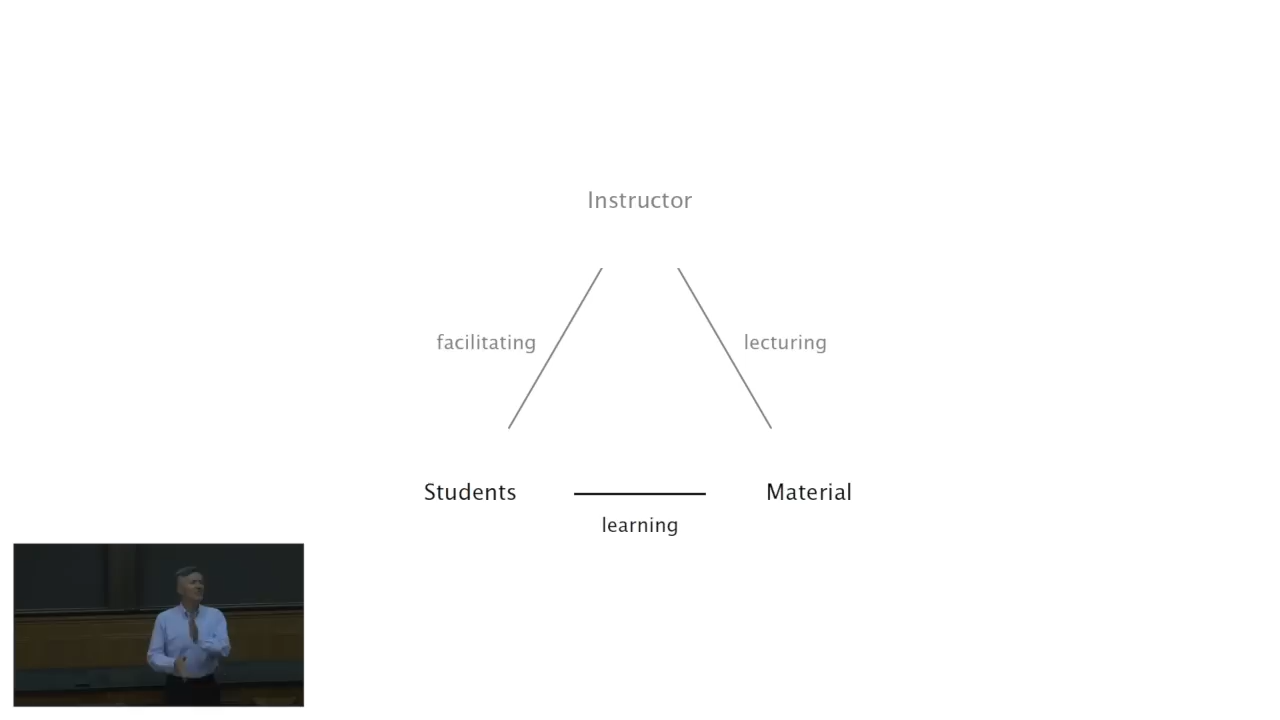 Instructor
facilitating
lecturing
Students
Material
learning